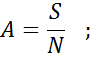 A = S/N ;